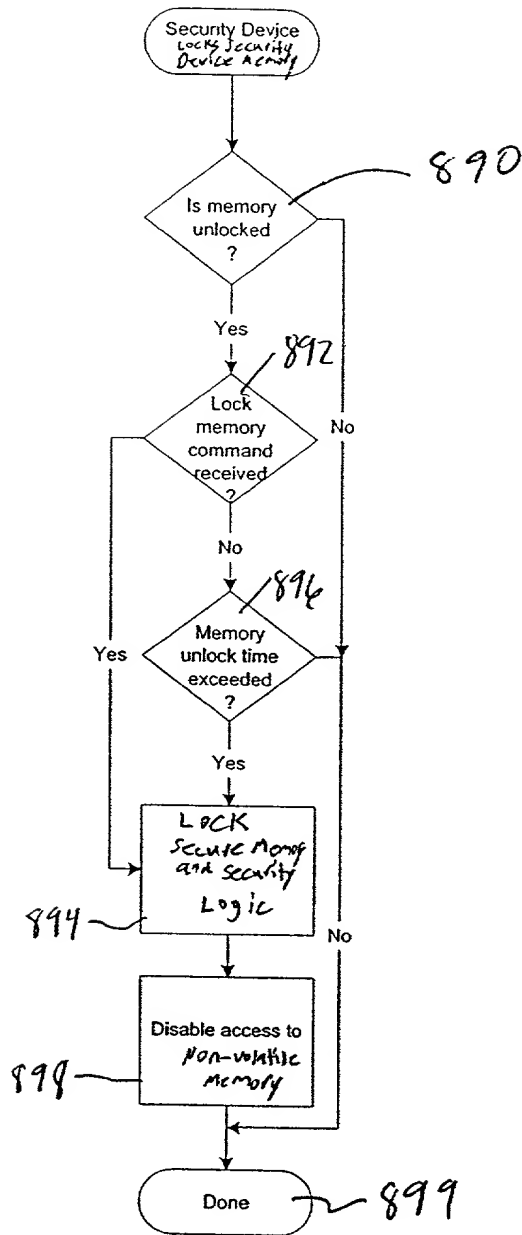 Security Device
Locks Security
Device Memory
890
Is memory
unlocked
?
Yes
892
Lock
memory
command
received
?
No
No
896
Memory
unlock time
exceeded
?
Yes
Yes
Lock
Secure Memory
and security
Logic
894
No
Disable access to
Non-volatile
Memory
898
Done
899